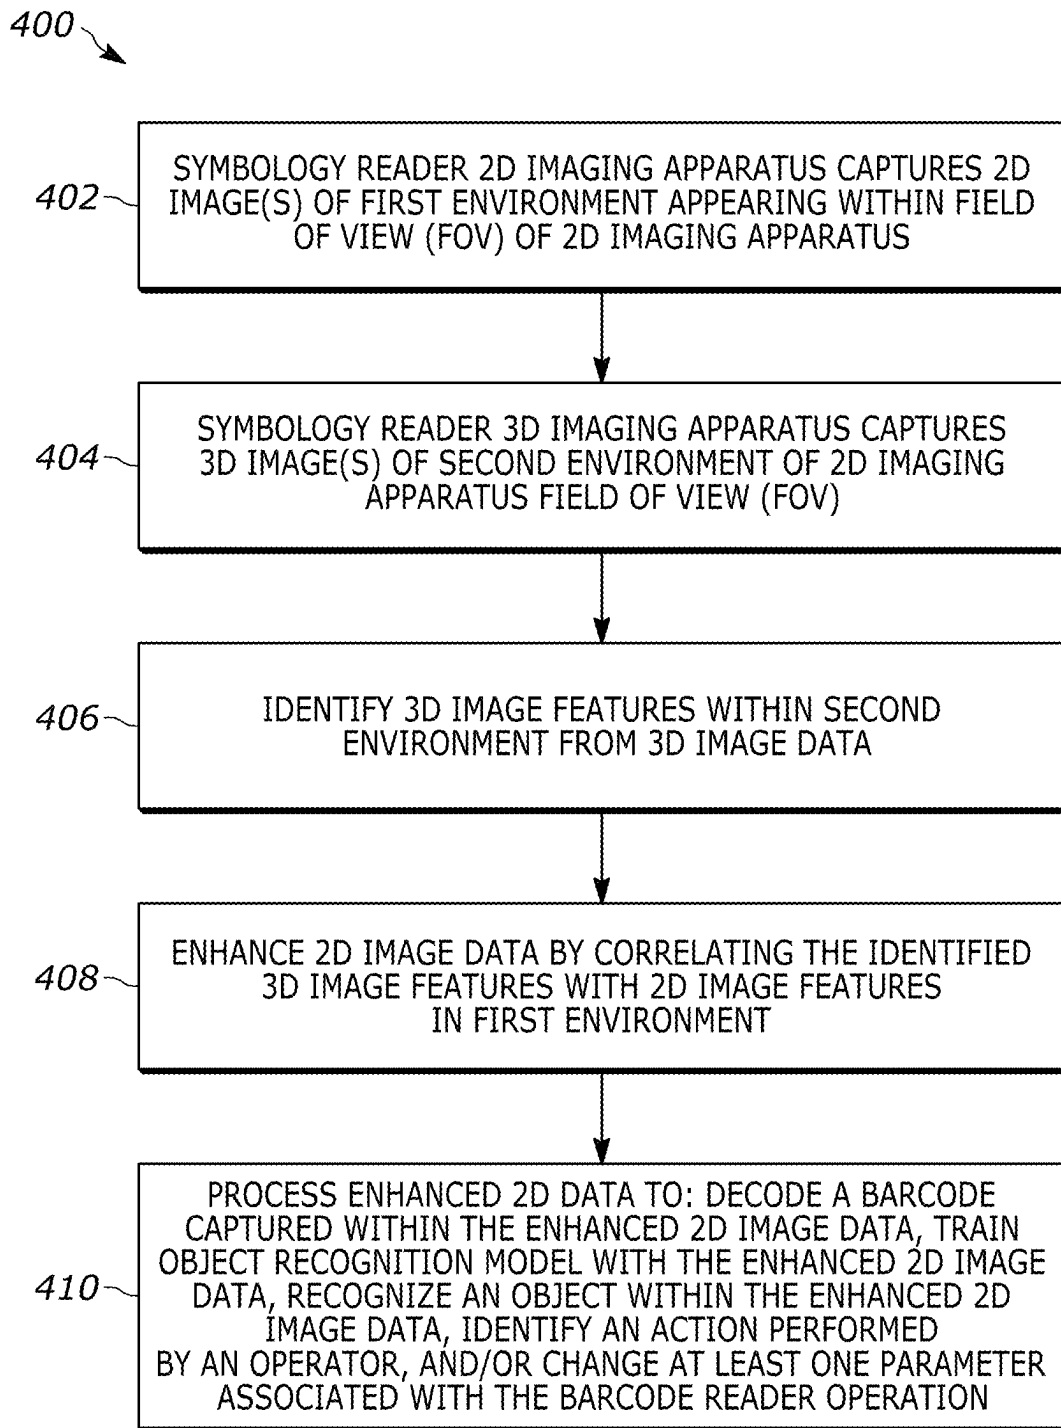 400
402
SYMBOLOGY READER 2D IMAGING APPARATUS CAPTURES 2D
IMAGE(S) OF FIRST ENVIRONMENT APPEARING WITHIN FIELD
OF VIEW (FOV) OF 2D IMAGING APPARATUS
404
SYMBOLOGY READER 3D IMAGING APPARATUS CAPTURES
3D IMAGE(S) OF SECOND ENVIRONMENT OF 2D IMAGING
APPARATUS FIELD OF VIEW (FOV)
406
IDENTIFY 3D IMAGE FEATURES WITHIN SECOND
ENVIRONMENT FROM 3D IMAGE DATA
408
ENHANCE 2D IMAGE DATA BY CORRELATING THE IDENTIFIED
3D IMAGE FEATURES WITH 2D IMAGE FEATURES
IN FIRST ENVIRONMENT
410
PROCESS ENHANCED 2D DATA TO: DECODE A BARCODE
CAPTURED WITHIN THE ENHANCED 2D IMAGE DATA, TRAIN
OBJECT RECOGNITION MODEL WITH THE ENHANCED 2D IMAGE
DATA, RECOGNIZE AN OBJECT WITHIN THE ENHANCED 2D
IMAGE DATA, IDENTIFY AN ACTION PERFORMED
BY AN OPERATOR, AND/OR CHANGE AT LEAST ONE PARAMETER
ASSOCIATED WITH THE BARCODE READER OPERATION